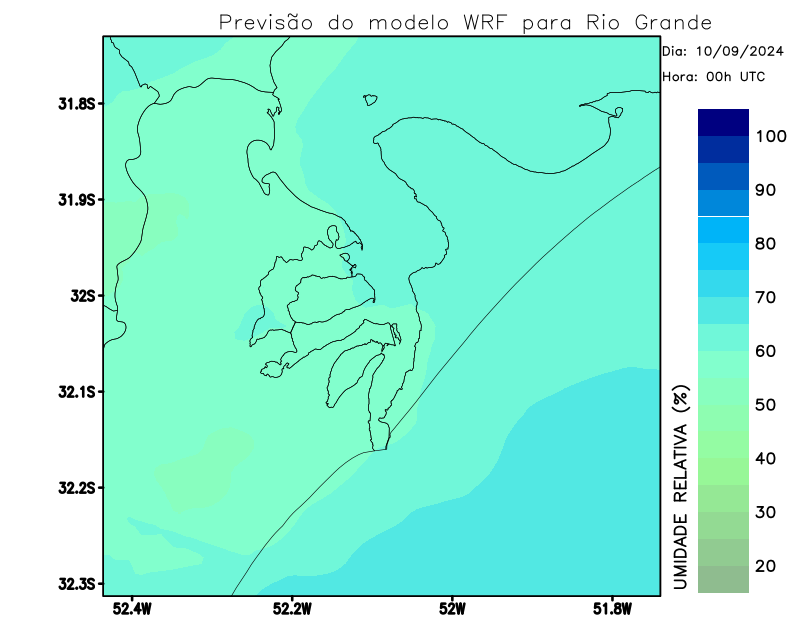 Previsão do modelo WRF para Rio Grande
Dia: 10/09/2024
Hora: 00h UTC
31.8S
31.9S
32S
32.1S
32.2S
32.3S
52.4W
52.2W
52W
51.8W
UMIDADE RELATIVA (%)
100
90
80
70
60
50
40
30
20